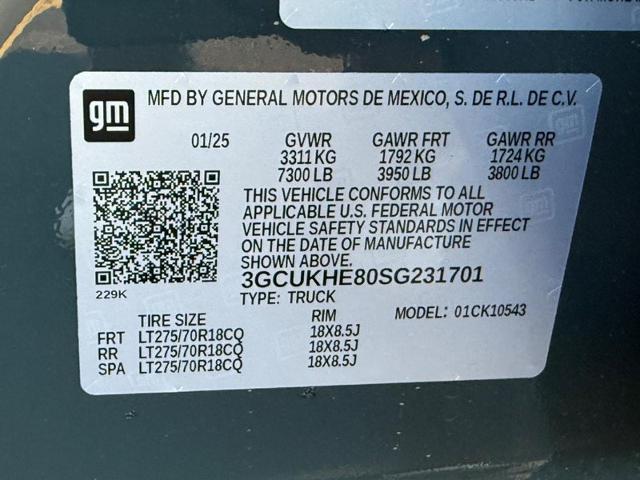 gm
MFD BY GENERAL MOTORS DE MEXICO, S. DE R.L. DE C.V.
01/25 GVWR GAWR FRT GAWR RR
3311 KG 1792 KG 1724 KG
7300 LB 3950 LB 3800 LB
THIS VEHICLE CONFORMS TO ALL
APPLICABLE U.S. FEDERAL MOTOR
VEHICLE SAFETY STANDARDS IN EFFECT
ON THE DATE OF MANUFACTURE
SHOWN ABOVE.
229K
3GCUKHE80SG231701
TYPE: TRUCK
MODEL: 01CK10543
TIRE SIZE RIM
FRT LT275/70R18CQ 18X8.5J
RR LT275/70R18CQ 18X8.5J
SPA LT275/70R18CQ 18X8.5J